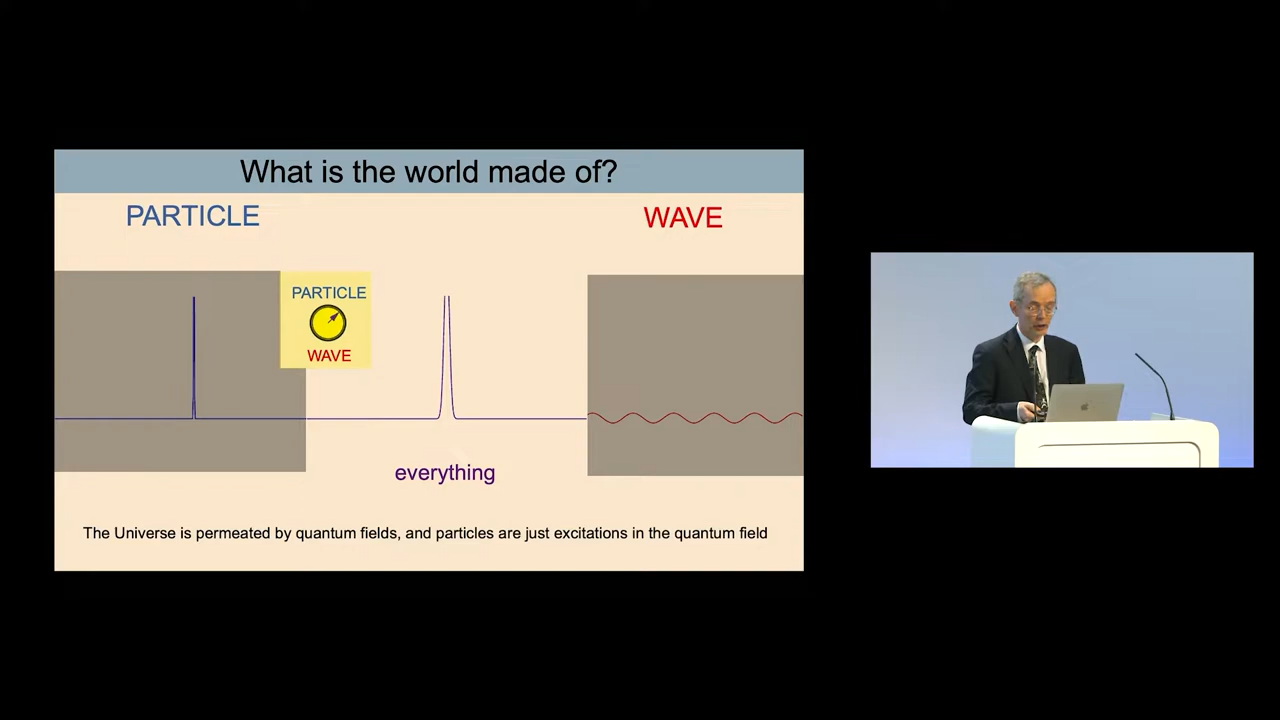 What is the world made of?
PARTICLE
WAVE
PARTICLE
WAVE
everything
The Universe is permeated by quantum fields, and particles are just excitations in the quantum field